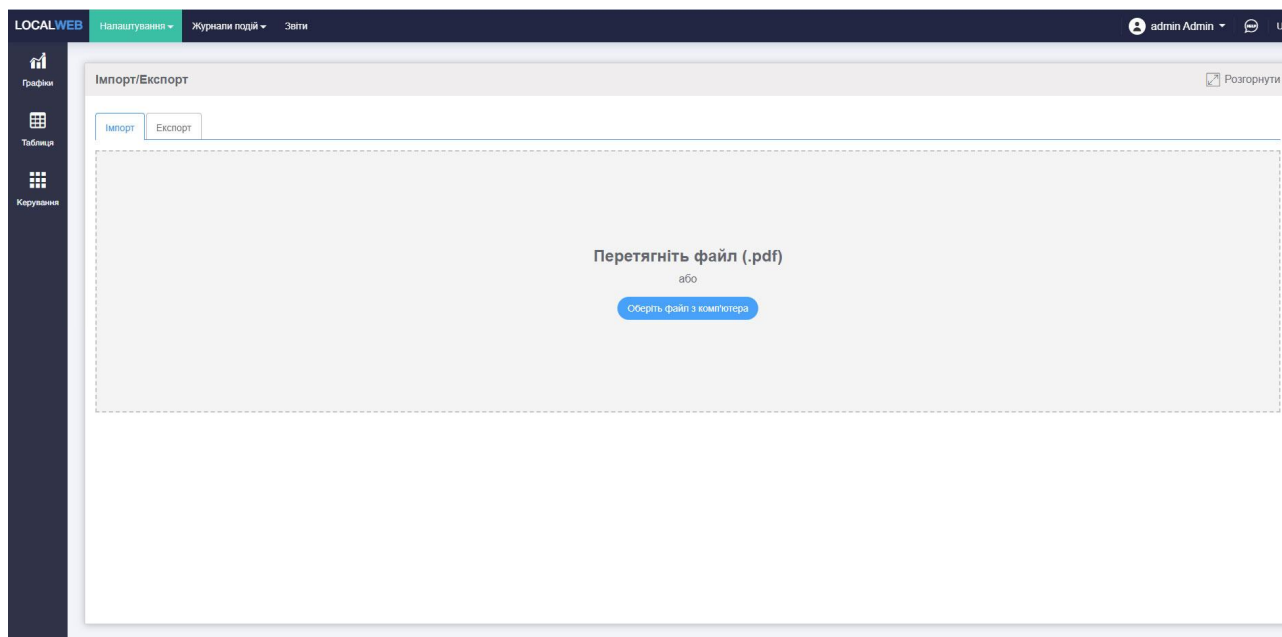 LOCALWEB Налаштування Журнали подій Звіти admin Admin
Графіки
Таблиця
Керування
Імпорт/Експорт Розгорнути
Імпорт Експорт
Перетягніть файл (.pdf)
або
Оберіть файл з комп'ютера